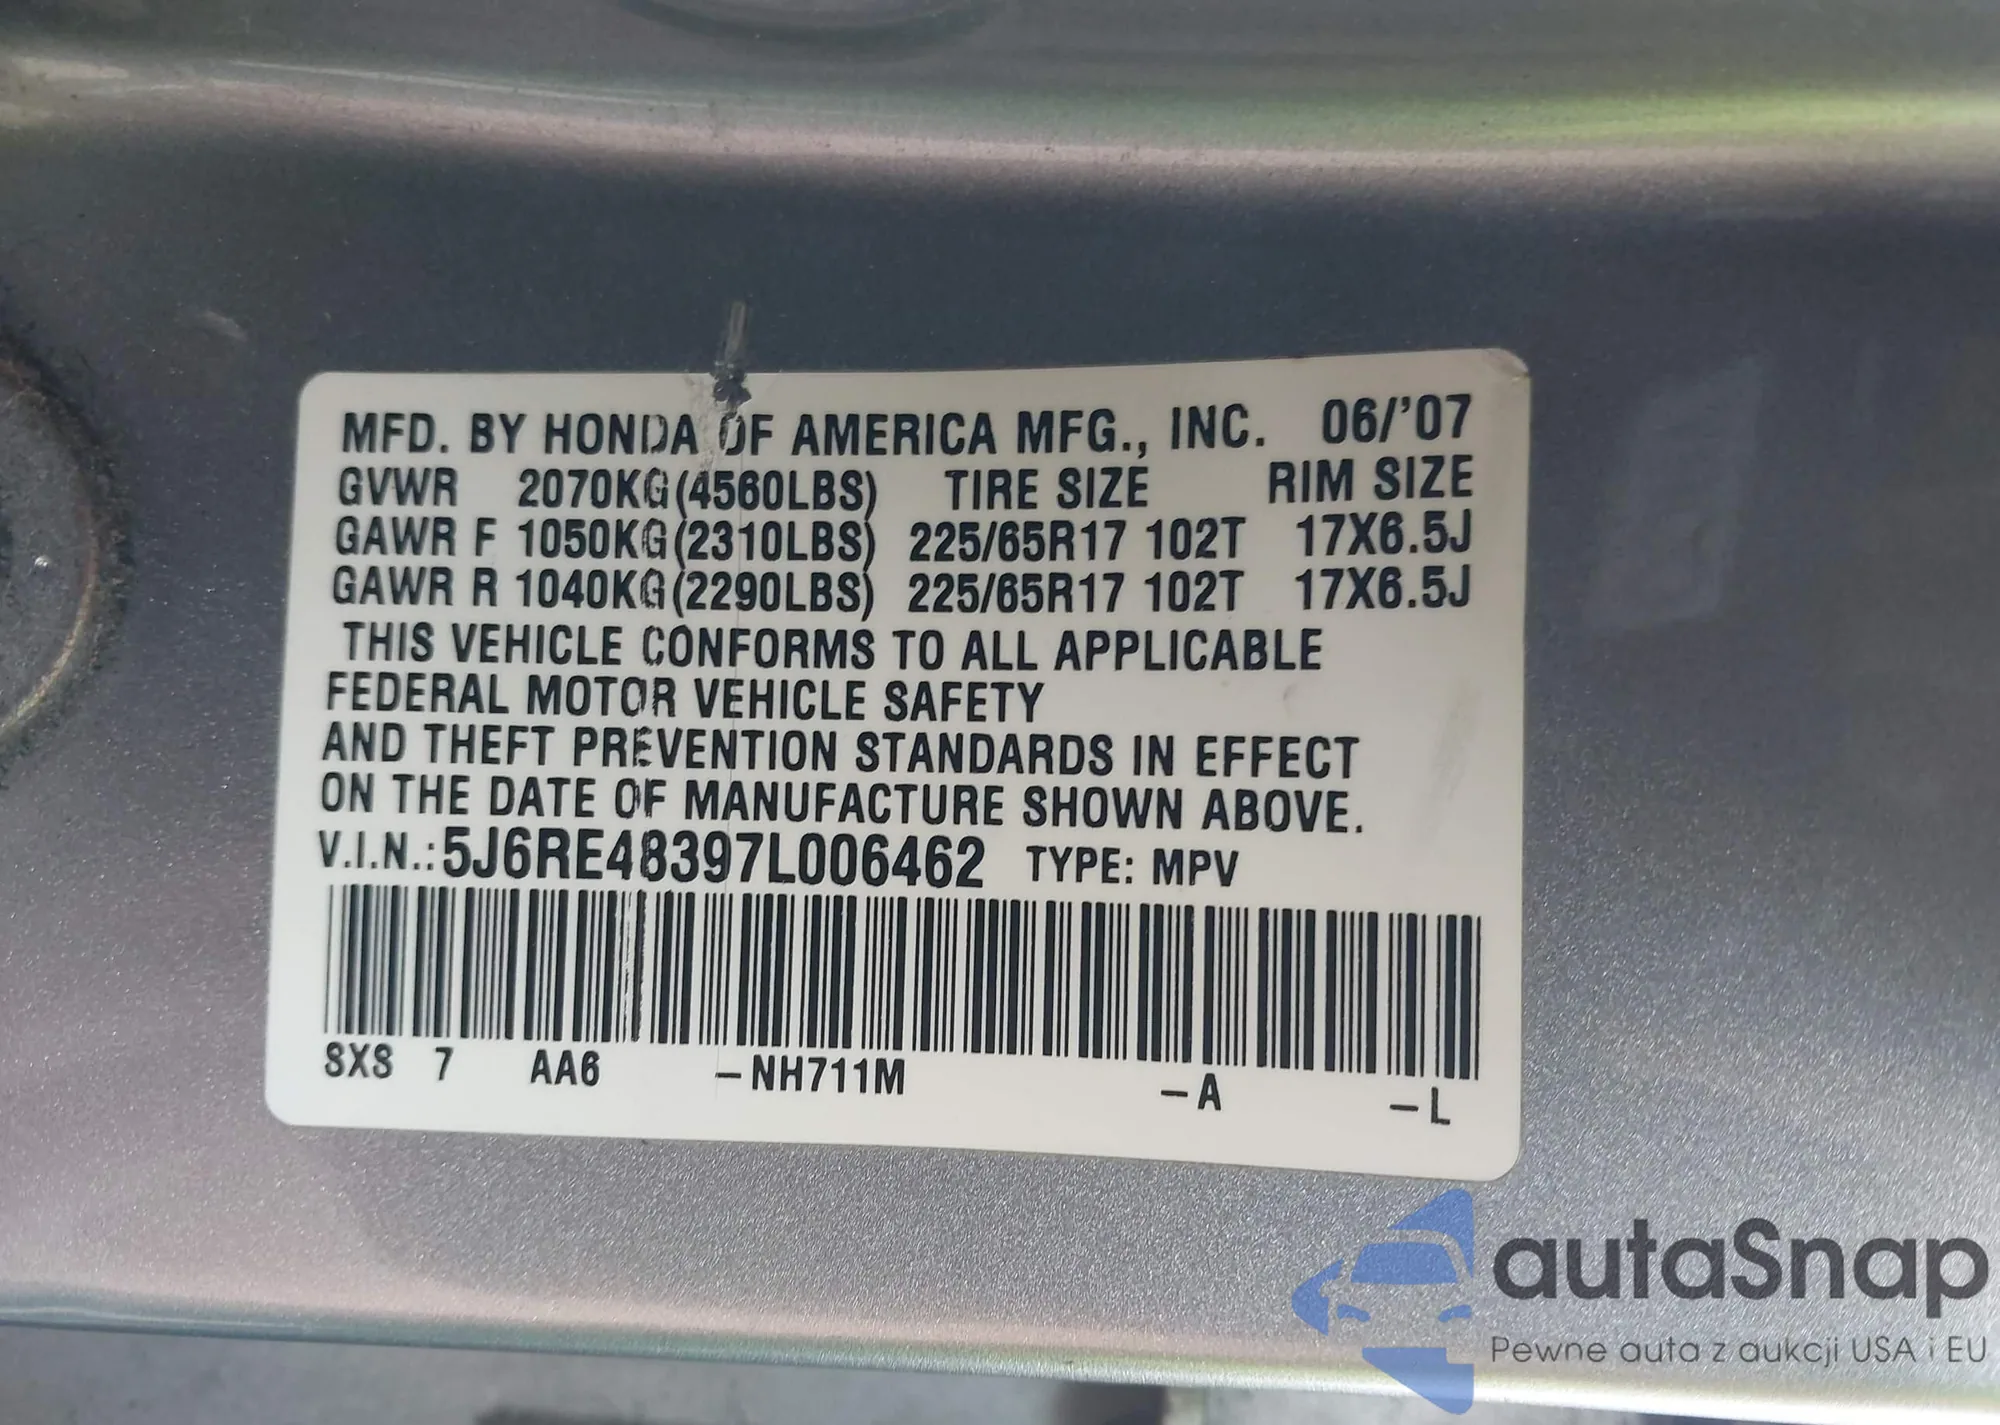 MFD. BY HONDA OF AMERICA MFG., INC. 06/'07
GVWR 2070KG(4560LBS) TIRE SIZE RIM SIZE
GAWR F 1050KG(2310LBS) 225/65R17 102T 17X6.5J
GAWR R 1040KG(2290LBS) 225/65R17 102T 17X6.5J
THIS VEHICLE CONFORMS TO ALL APPLICABLE
FEDERAL MOTOR VEHICLE SAFETY
AND THEFT PREVENTION STANDARDS IN EFFECT
ON THE DATE OF MANUFACTURE SHOWN ABOVE.
V.I.N.:5J6RE48397L006462 TYPE: MPV
SXS 7 AA6 -NH711M -A -L
autaSnap
Pewne auta z aukcji USA i EU